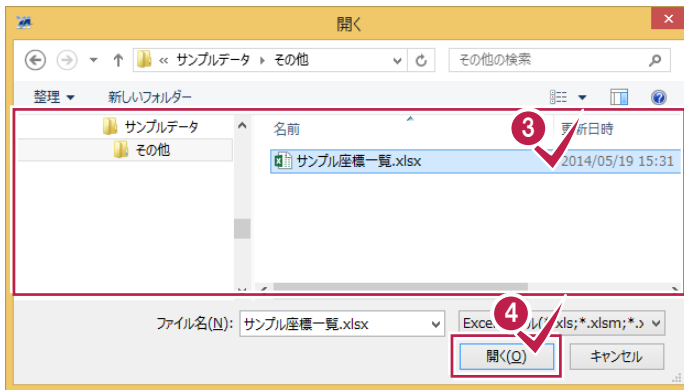 開く
« サンプルデータ ▸ その他
その他の検索
整理 ▼ 新しいフォルダー
サンプルデータ
その他
名前 更新日時
3
サンプル座標一覧.xlsx 2014/05/19 15:31
ファイル名(N): サンプル座標一覧.xlsx
4
開く(O) キャンセル